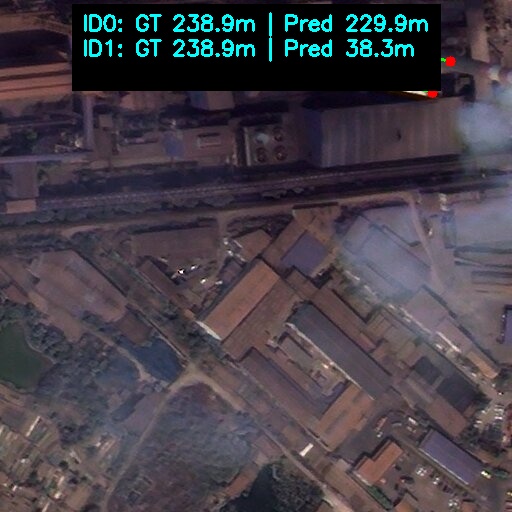 ID0: GT 238.9m | Pred 229.9m
ID1: GT 238.9m | Pred 38.3m